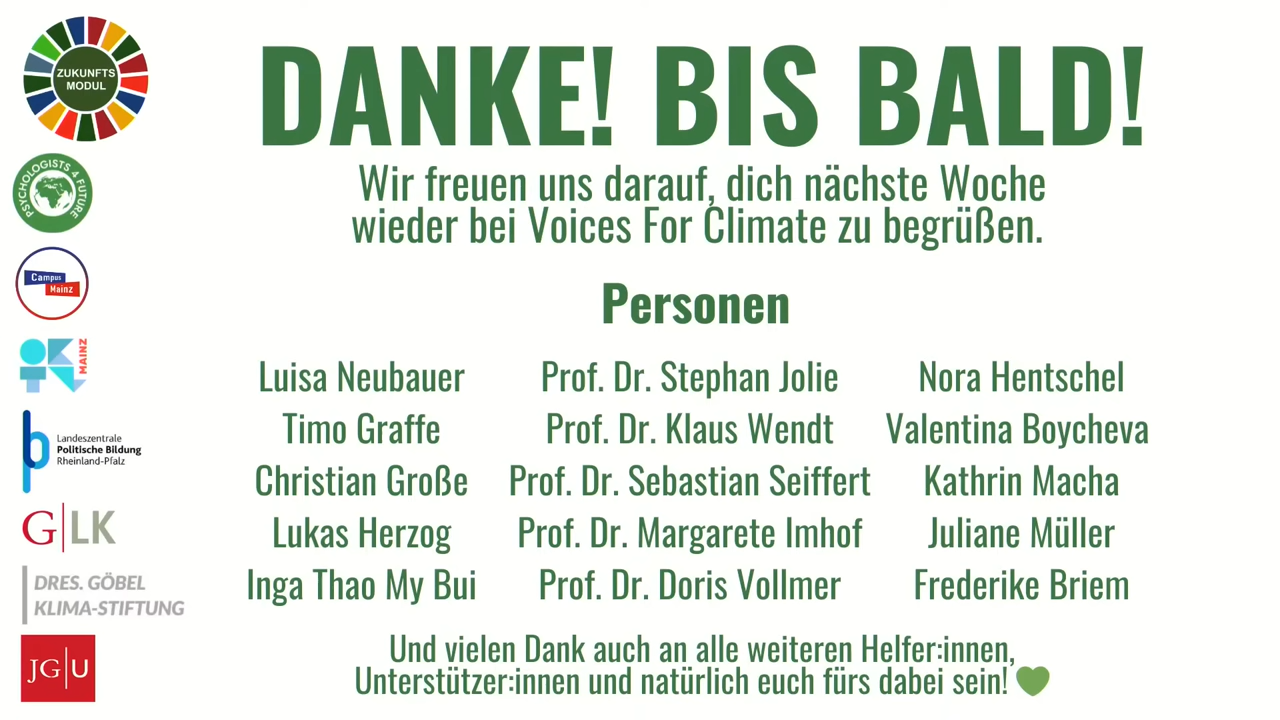 ZUKUNFTS
MODUL
PSYCHOLOGISTS 4 FUTURE
Campus
Mainz
MAINZ
Landeszentrale
Politische Bildung
Rheinland-Pfalz
G|LK
DRES. GÖBEL
KLIMA-STIFTUNG
JG|U
DANKE! BIS BALD!
Wir freuen uns darauf, dich nächste Woche
wieder bei Voices For Climate zu begrüßen.
Personen
Luisa Neubauer
Timo Graffe
Christian Große
Lukas Herzog
Inga Thao My Bui
Prof. Dr. Stephan Jolie
Prof. Dr. Klaus Wendt
Prof. Dr. Sebastian Seiffert
Prof. Dr. Margarete Imhof
Prof. Dr. Doris Vollmer
Nora Hentschel
Valentina Boycheva
Kathrin Macha
Juliane Müller
Frederike Briem
Und vielen Dank auch an alle weiteren Helfer:innen,
Unterstützer:innen und natürlich euch fürs dabei sein!